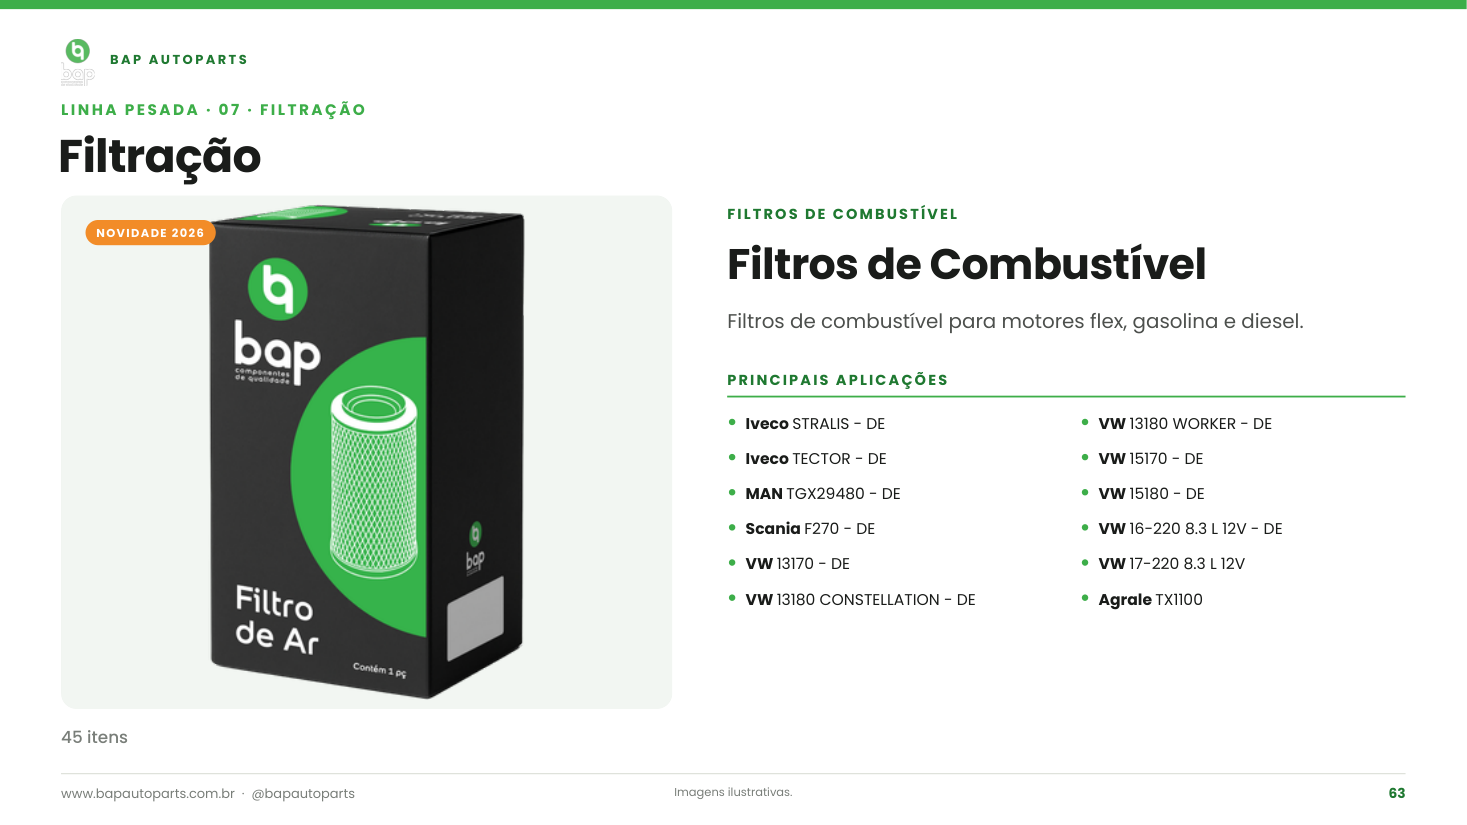 bap
BAP AUTOPARTS
LINHA PESADA · 07 · FILTRAÇÃO
Filtração
NOVIDADE 2026
bap
componentes
de qualidade
bap
Filtro
de Ar
Contém 1 pç
45 itens
FILTROS DE COMBUSTÍVEL
Filtros de Combustível
Filtros de combustível para motores flex, gasolina e diesel.
PRINCIPAIS APLICAÇÕES
• Iveco STRALIS - DE
• Iveco TECTOR - DE
• MAN TGX29480 - DE
• Scania F270 - DE
• VW 13170 - DE
• VW 13180 CONSTELLATION - DE
• VW 13180 WORKER - DE
• VW 15170 - DE
• VW 15180 - DE
• VW 16-220 8.3 L 12V - DE
• VW 17-220 8.3 L 12V
• Agrale TX1100
www.bapautoparts.com.br · @bapautoparts
Imagens ilustrativas.
63